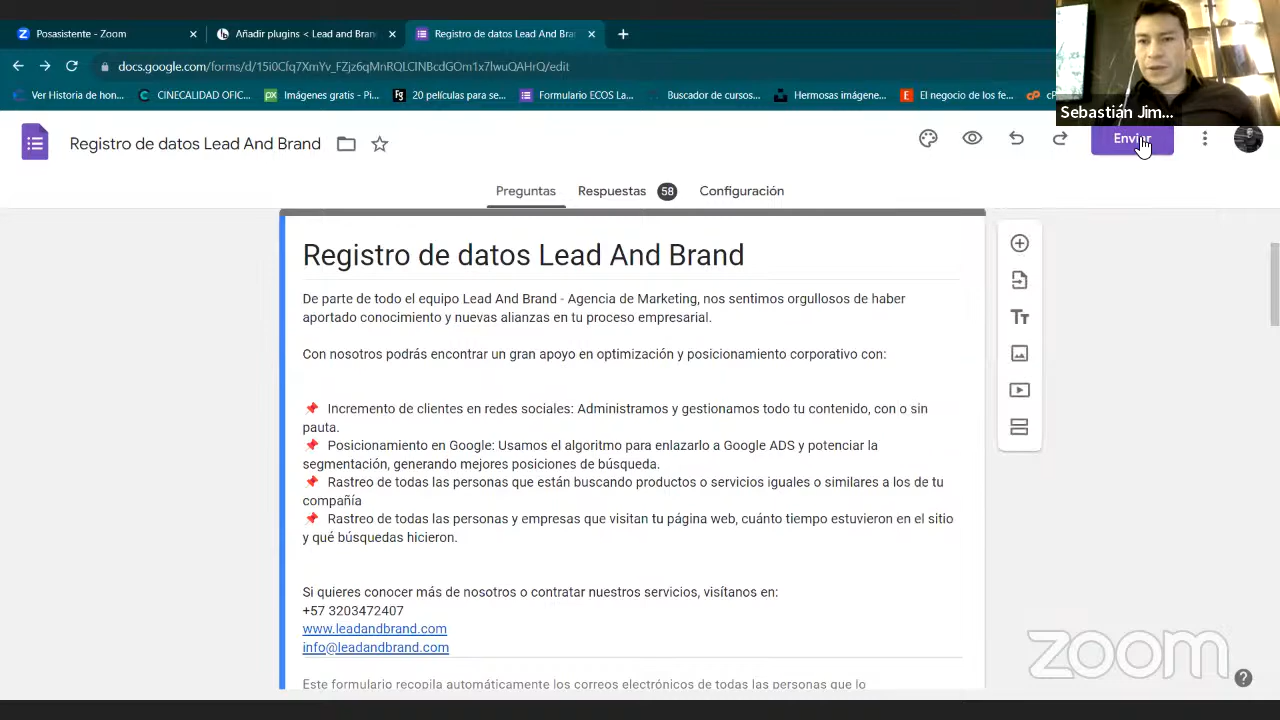 Posasistente - Zoom
Añadir plugins < Lead and Bran
Registro de datos Lead And Bra
docs.google.com/forms/d/15i0Cfq7XmYv_FZjz6qMnRQLCINBcdGOm1x7lwuQAHrQ/edit
Ver Historia de hon...
CINECALIDAD OFIC...
Imágenes gratis - Pi...
20 películas para se...
Formulario ECOS La...
Buscador de cursos...
Hermosas imágene...
El negocio de los fe...
Sebastián Jim...
Registro de datos Lead And Brand
Enviar
Preguntas
Respuestas 58
Configuración
Registro de datos Lead And Brand
De parte de todo el equipo Lead And Brand - Agencia de Marketing, nos sentimos orgullosos de haber
aportado conocimiento y nuevas alianzas en tu proceso empresarial.
Con nosotros podrás encontrar un gran apoyo en optimización y posicionamiento corporativo con:
📌 Incremento de clientes en redes sociales: Administramos y gestionamos todo tu contenido, con o sin
pauta.
📌 Posicionamiento en Google: Usamos el algoritmo para enlazarlo a Google ADS y potenciar la
segmentación, generando mejores posiciones de búsqueda.
📌 Rastreo de todas las personas que están buscando productos o servicios iguales o similares a los de tu
compañía
📌 Rastreo de todas las personas y empresas que visitan tu página web, cuánto tiempo estuvieron en el sitio
y qué búsquedas hicieron.
Si quieres conocer más de nosotros o contratar nuestros servicios, visítanos en:
+57 3203472407
www.leadandbrand.com
info@leadandbrand.com
Este formulario recopila automáticamente los correos electrónicos de todas las personas que lo
zoom